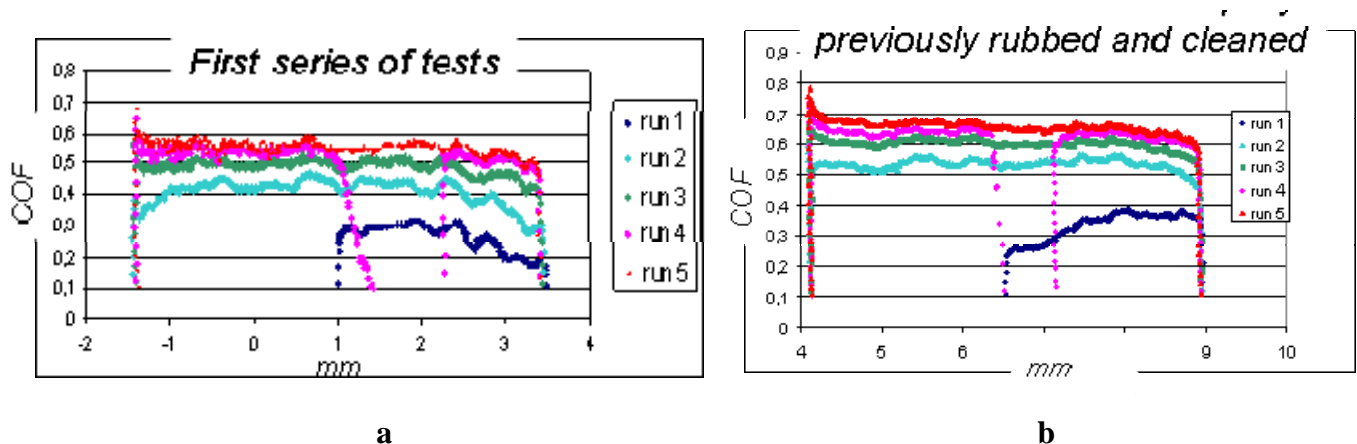 First series of tests
0,8
0,7
0,6
0,5
0,4
0,3
0,2
0,1
0
COF
-2 -1 0 1 2 3 4
mm
run 1
run 2
run 3
run 4
run 5
a
previously rubbed and cleaned
0,9
0,8
0,7
0,6
0,5
0,4
0,3
0,2
0,1
0
COF
4 5 6 9 10
mm
run 1
run 2
run 3
run 4
run 5
b